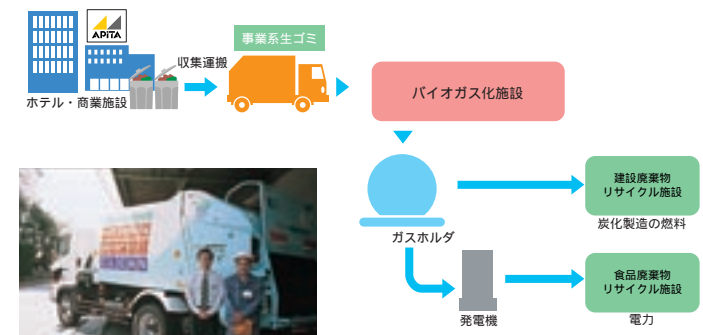 APiTA
事業系生ゴミ
収集運搬
ホテル・商業施設
バイオガス化施設
建設廃棄物
リサイクル施設
炭化製造の燃料
ガスホルダ
食品廃棄物
リサイクル施設
発電機
電力